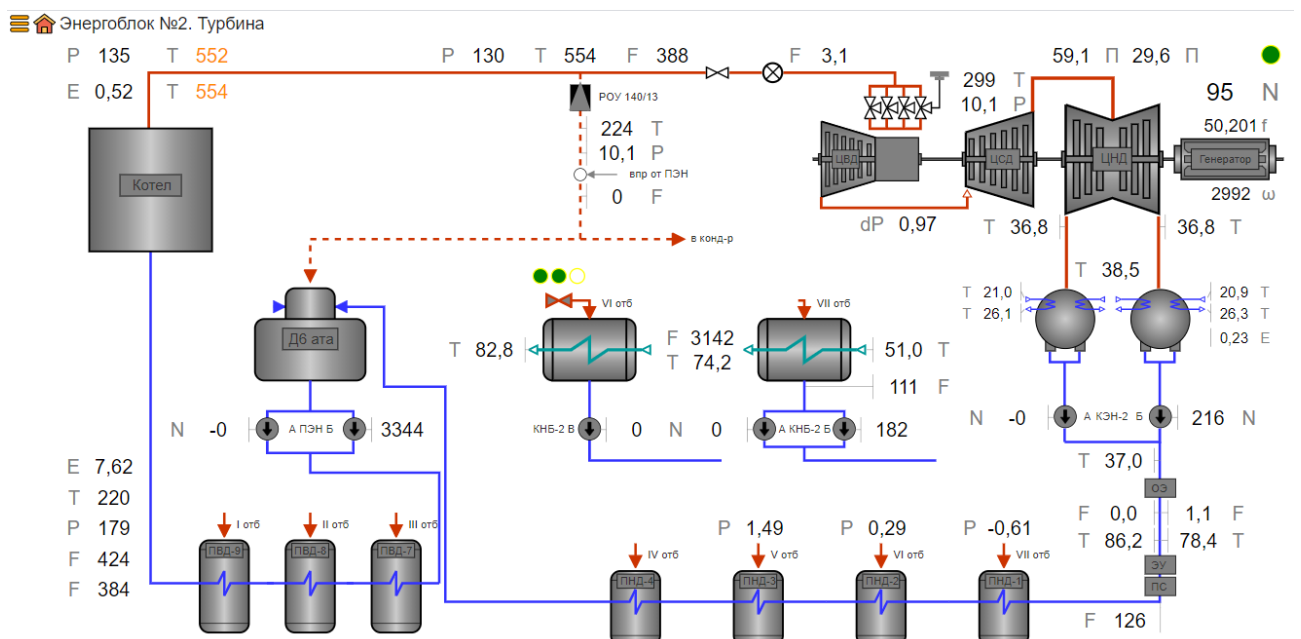 Энергоблок №2. Турбина
P 135 T 552 P 130 T 554 F 388 F 3,1 59,1 П 29,6 П
E 0,52 T 554 РОУ 140/13 299 T 95 N
10,1 P
224 T 50,201 f
10,1 P ЦВД ЦСД ЦНД Генератор
Котел впр от ПЭН
0 F 2992 ω
dP 0,97 T 36,8 36,8 T
в конд-р
T 38,5
VI отб VII отб T 21,0 20,9 T
T 26,1 26,3 T
Д6 ата F 3142 0,23 E
T 82,8 T 74,2 51,0 T
111 F
N -0 А ПЭН Б 3344 КНБ-2 В 0 N 0 А КНБ-2 Б 182 N -0 А КЭН-2 Б 216 N
E 7,62 T 37,0
T 220 ОЭ
P 179 I отб II отб III отб P 1,49 P 0,29 P -0,61 F 0,0 1,1 F
F 424 ПВД-9 ПВД-8 ПВД-7 IV отб V отб VI отб VII отб T 86,2 78,4 T
ЭУ
F 384 ПНД-4 ПНД-3 ПНД-2 ПНД-1 ПС
F 126